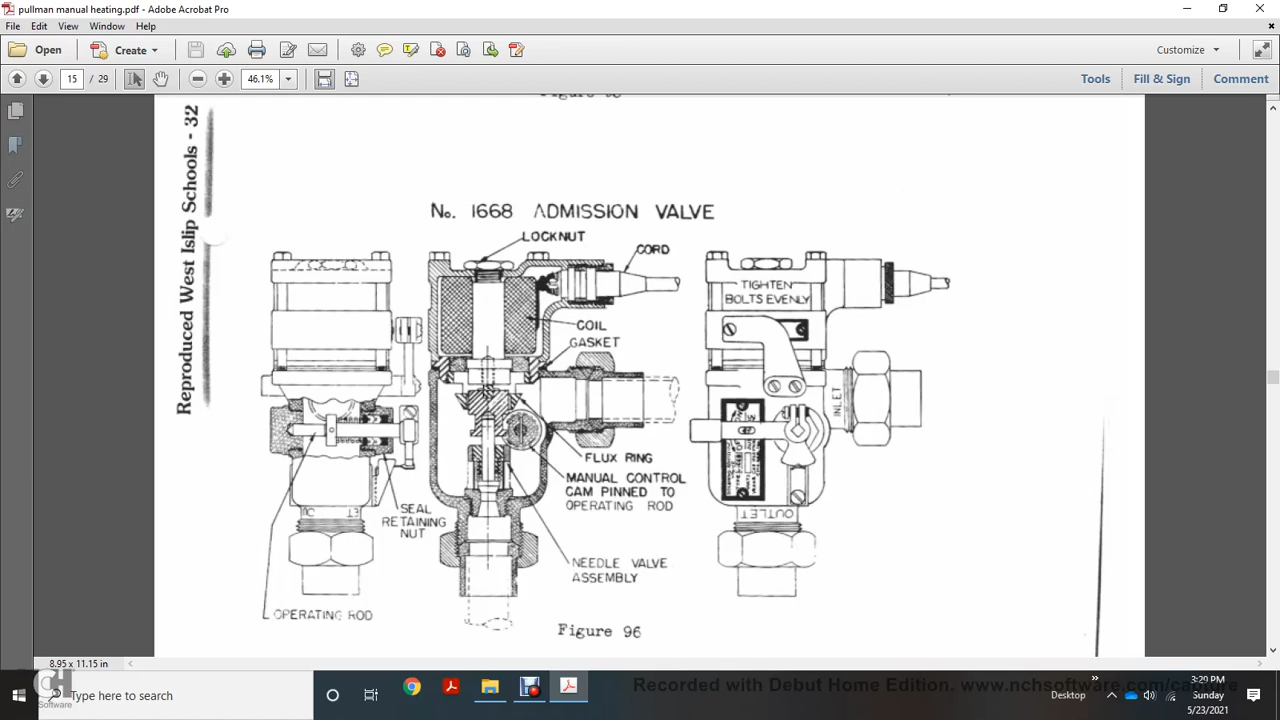 pullman manual heating.pdf - Adobe Acrobat Pro
File Edit View Window Help
Open Create Customize
15 / 29 46.1% Tools Fill & Sign Comment
Reproduced West Islip Schools - 32
No. 1668 ADMISSION VALVE
LOCKNUT
CORD
TIGHTEN
BOLTS EVENLY
COIL
GASKET
INLET
FLUX RING
MANUAL CONTROL
CAM PINNED TO
OPERATING ROD
SEAL
RETAINING
NUT
OUTLET
NEEDLE VALVE
ASSEMBLY
OPERATING ROD
Figure 96
8.95 x 11.15 in
Type here to search
CH
Software
Recorded with Debut Home Edition. www.nchsoftware.com/capture
Desktop
3:29 PM
Sunday
5/23/2021